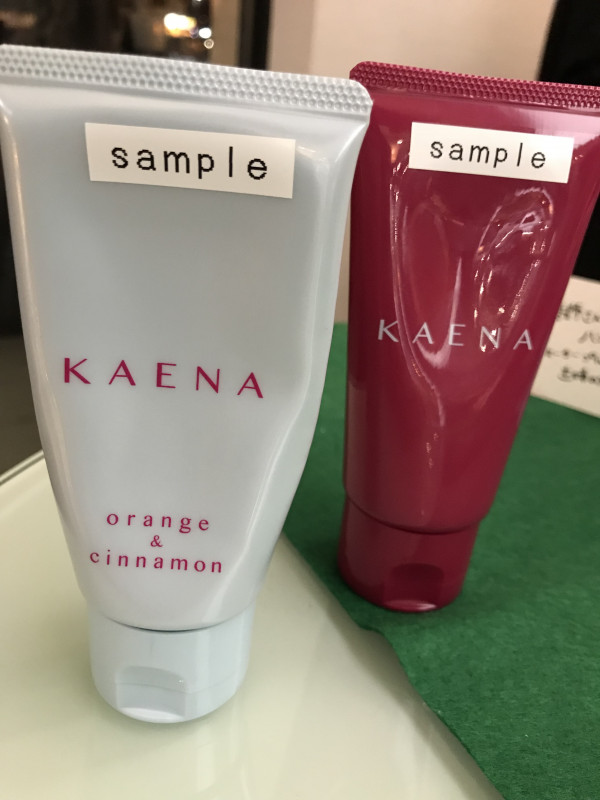 sample
KAENA
orange
&
cinnamon
sample
KAENA